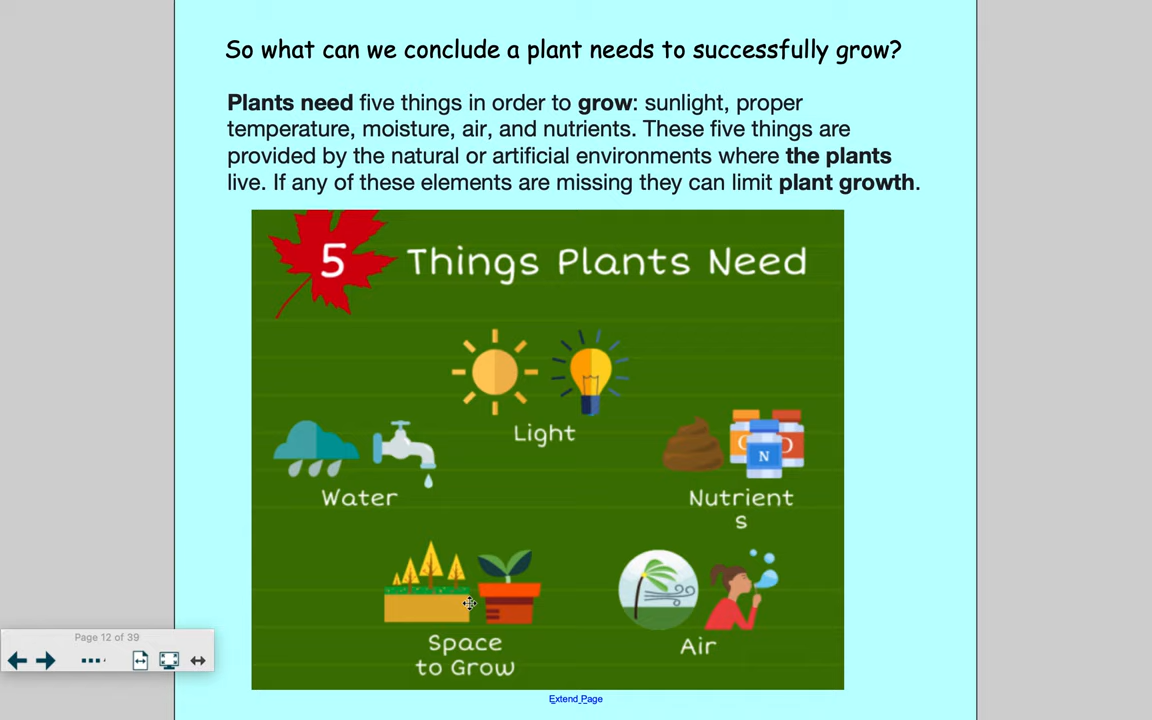 So what can we conclude a plant needs to successfully grow?
Plants need five things in order to grow: sunlight, proper
temperature, moisture, air, and nutrients. These five things are
provided by the natural or artificial environments where the plants
live. If any of these elements are missing they can limit plant growth.
5 Things Plants Need
Light
Water
N
Nutrient
s
Space
to Grow
Air
Page 12 of 39
Extend Page